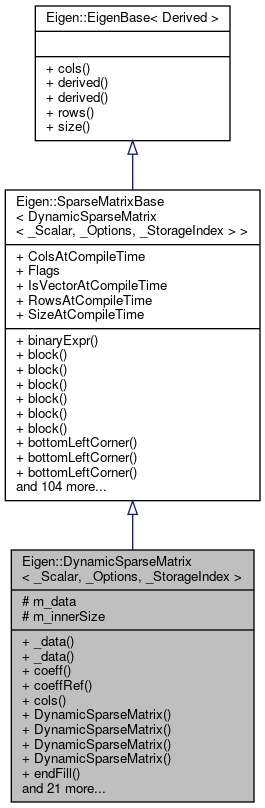 Eigen::EigenBase< Derived >
+ cols()
+ derived()
+ derived()
+ rows()
+ size()
Eigen::SparseMatrixBase
< DynamicSparseMatrix
< _Scalar, _Options, _StorageIndex > >
+ ColsAtCompileTime
+ Flags
+ IsVectorAtCompileTime
+ RowsAtCompileTime
+ SizeAtCompileTime
+ binaryExpr()
+ block()
+ block()
+ block()
+ block()
+ block()
+ block()
+ bottomLeftCorner()
+ bottomLeftCorner()
+ bottomLeftCorner()
and 104 more...
Eigen::DynamicSparseMatrix
< _Scalar, _Options, _StorageIndex >
# m_data
# m_innerSize
+ _data()
+ _data()
+ coeff()
+ coeffRef()
+ cols()
+ DynamicSparseMatrix()
+ DynamicSparseMatrix()
+ DynamicSparseMatrix()
+ DynamicSparseMatrix()
+ endFill()
and 21 more...